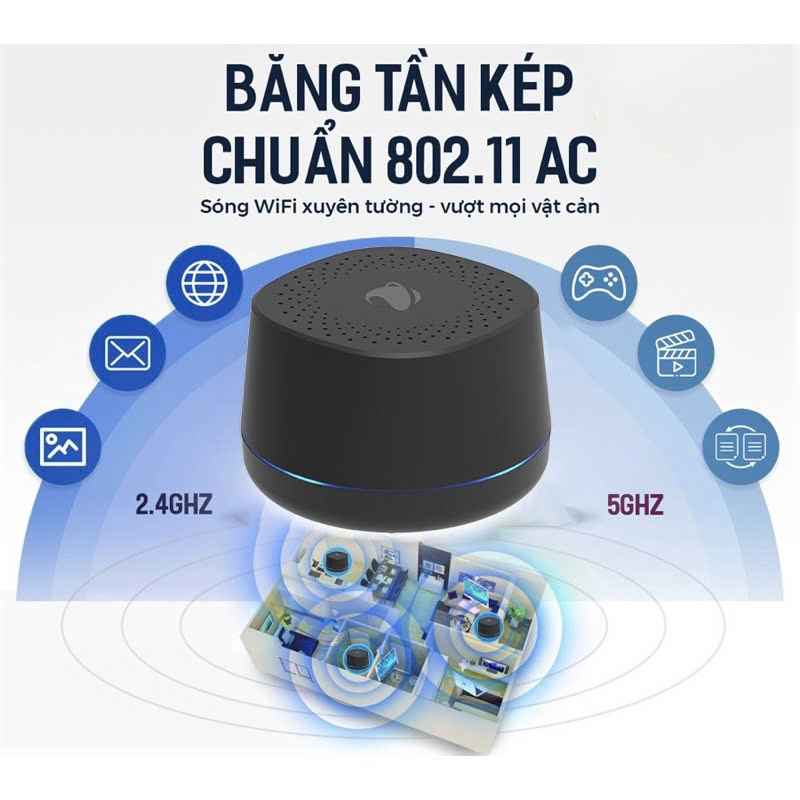 BĂNG TẦN KÉP
CHUẨN 802.11 AC
Sóng WiFi xuyên tường - vượt mọi vật cản
2.4GHZ
5GHZ